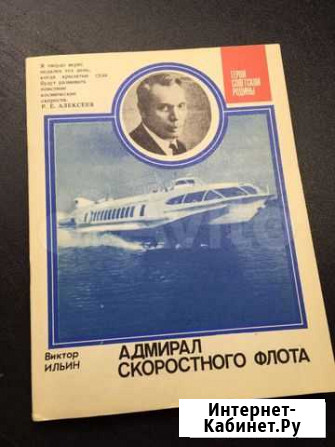 Я твердо верю:
недалек тот день,
когда крылатые суда
будут развивать
поистине
космические
скорости.
Р. Е. АЛЕКСЕЕВ
ГЕРОИ
СОВЕТСКОЙ
РОДИНЫ
Avito
Виктор
ИЛЬИН
АДМИРАЛ
СКОРОСТНОГО ФЛОТА
Интернет-
Кабинет.Ру